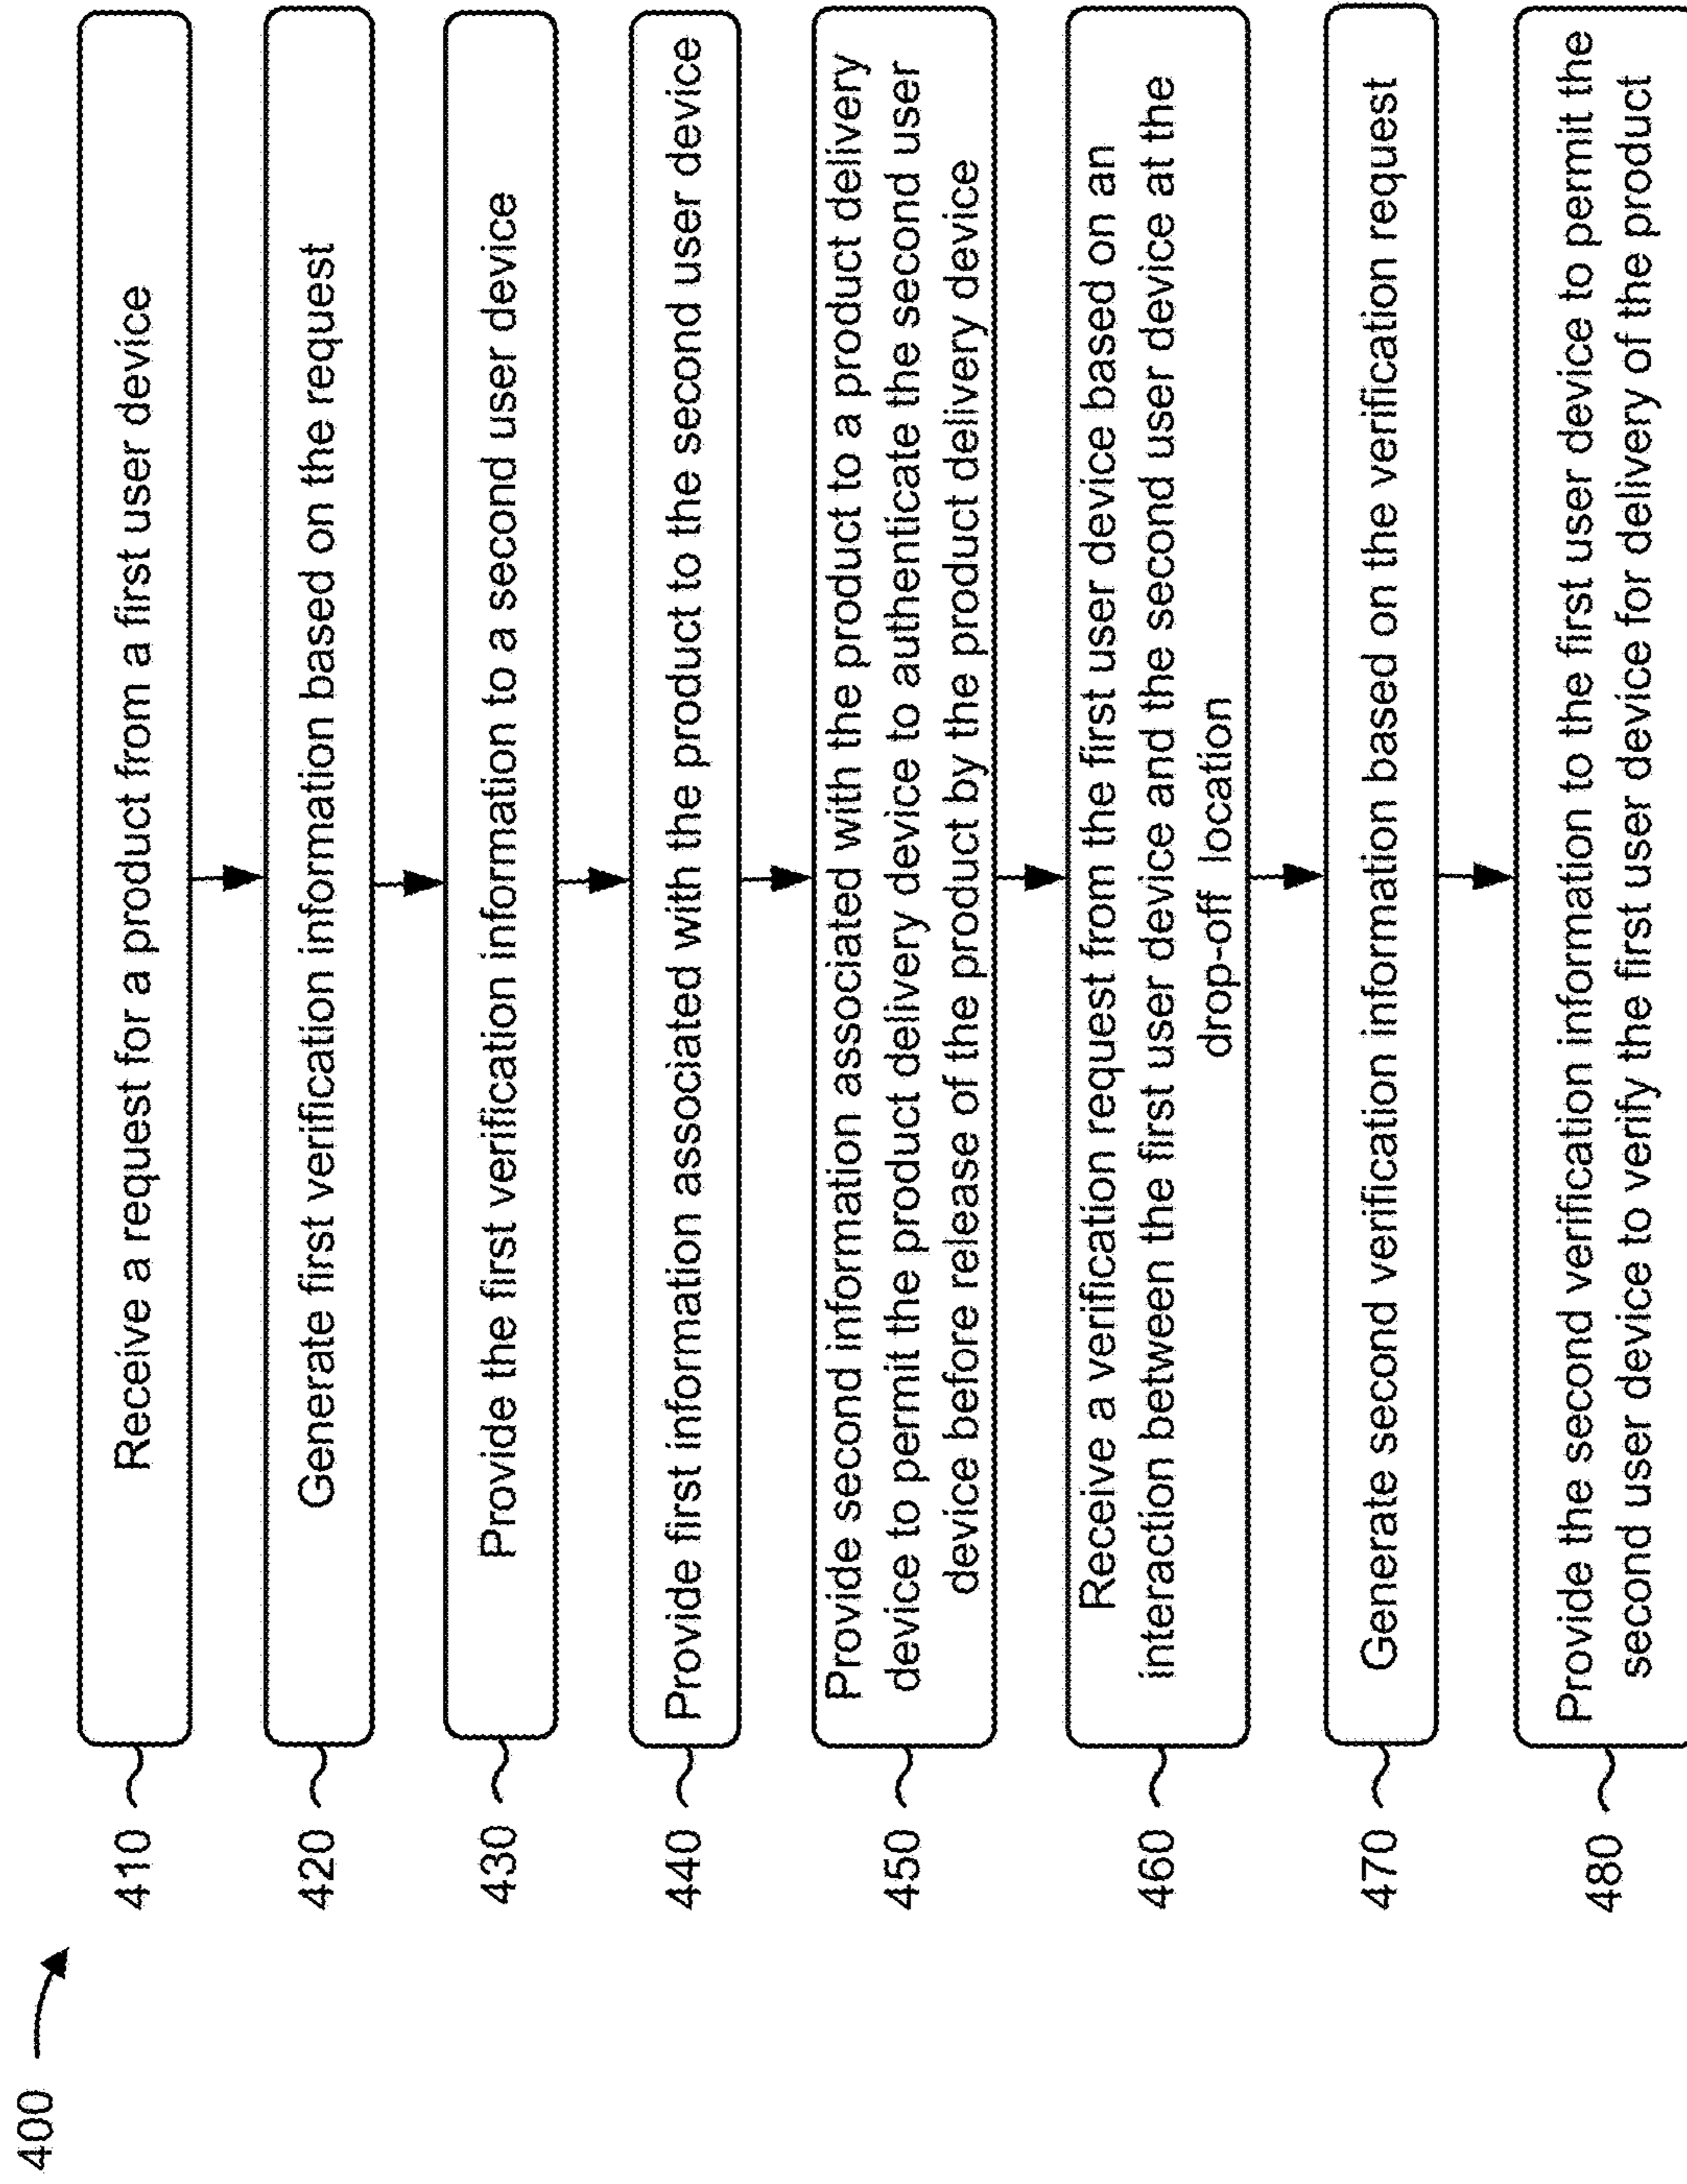 400
410
Receive a request for a product from a first user device
420
Generate first verification information based on the request
430
Provide the first verification information to a second user device
440
Provide first information associated with the product to the second user device
450
Provide second information associated with the product to a product delivery
device to permit the product delivery device to authenticate the second user
device before release of the product by the product delivery device
460
Receive a verification request from the first user device based on an
interaction between the first user device and the second user device at the
drop-off location
470
Generate second verification information based on the verification request
480
Provide the second verification information to the first user device to permit the
second user device to verify the first user device for delivery of the product